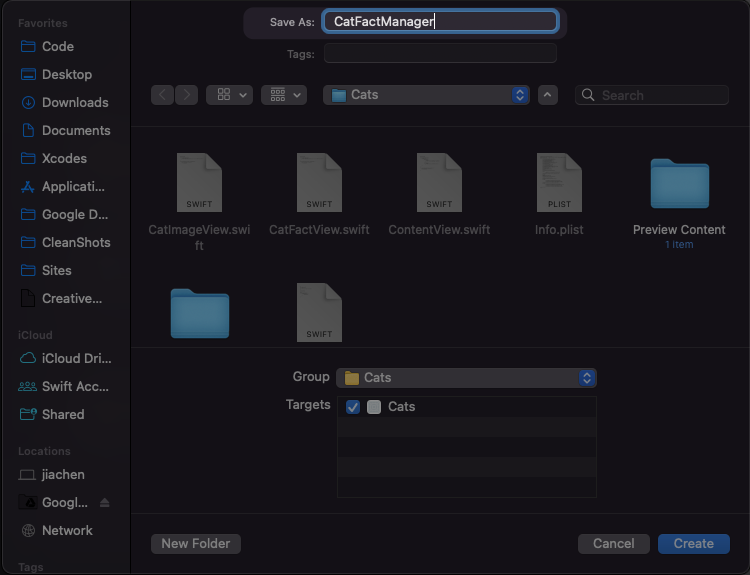 Favorites
Code
Desktop
Downloads
Documents
Xcodes
Applicati...
Google D...
CleanShots
Sites
Creative...
iCloud
iCloud Dri...
Swift Acc...
Shared
Locations
jiachen
Googl...
Network
Tags
Save As: CatFactManager
Tags:
Cats
Search
SWIFT SWIFT SWIFT PLIST
CatImageView.swi CatFactView.swift ContentView.swift Info.plist Preview Content
ft 1 item
SWIFT
Group Cats
Targets Cats
New Folder Cancel Create